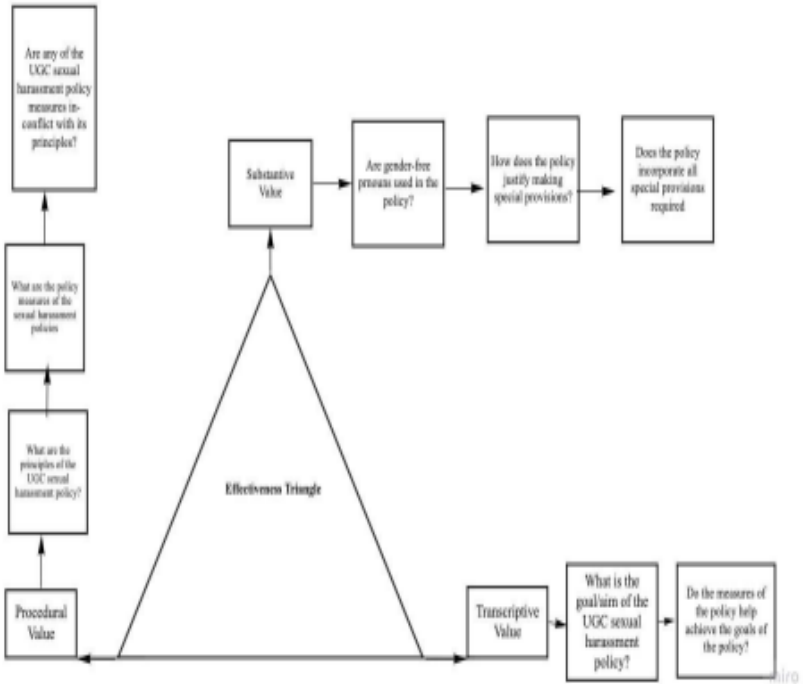 Are any of the
UGC sexual
harassment policy
measures in-
conflict with its
principles?
Substantive
Value
Are gender-free
prnouns used in the
policy?
How does the policy
justify making
special provisions?
Does the policy
incorporate all
special provisions
required
What are the policy
measures of the
sexual harassment
policies
What are the
principles of the
UGC sexual
harassment policy?
Effectiveness Triangle
Procedural
Value
Transcriptive
Value
What is the
goal/aim of the
UGC sexual
harassment
policy?
Do the measures of
the policy help
achieve the goals of
the policy?
miro